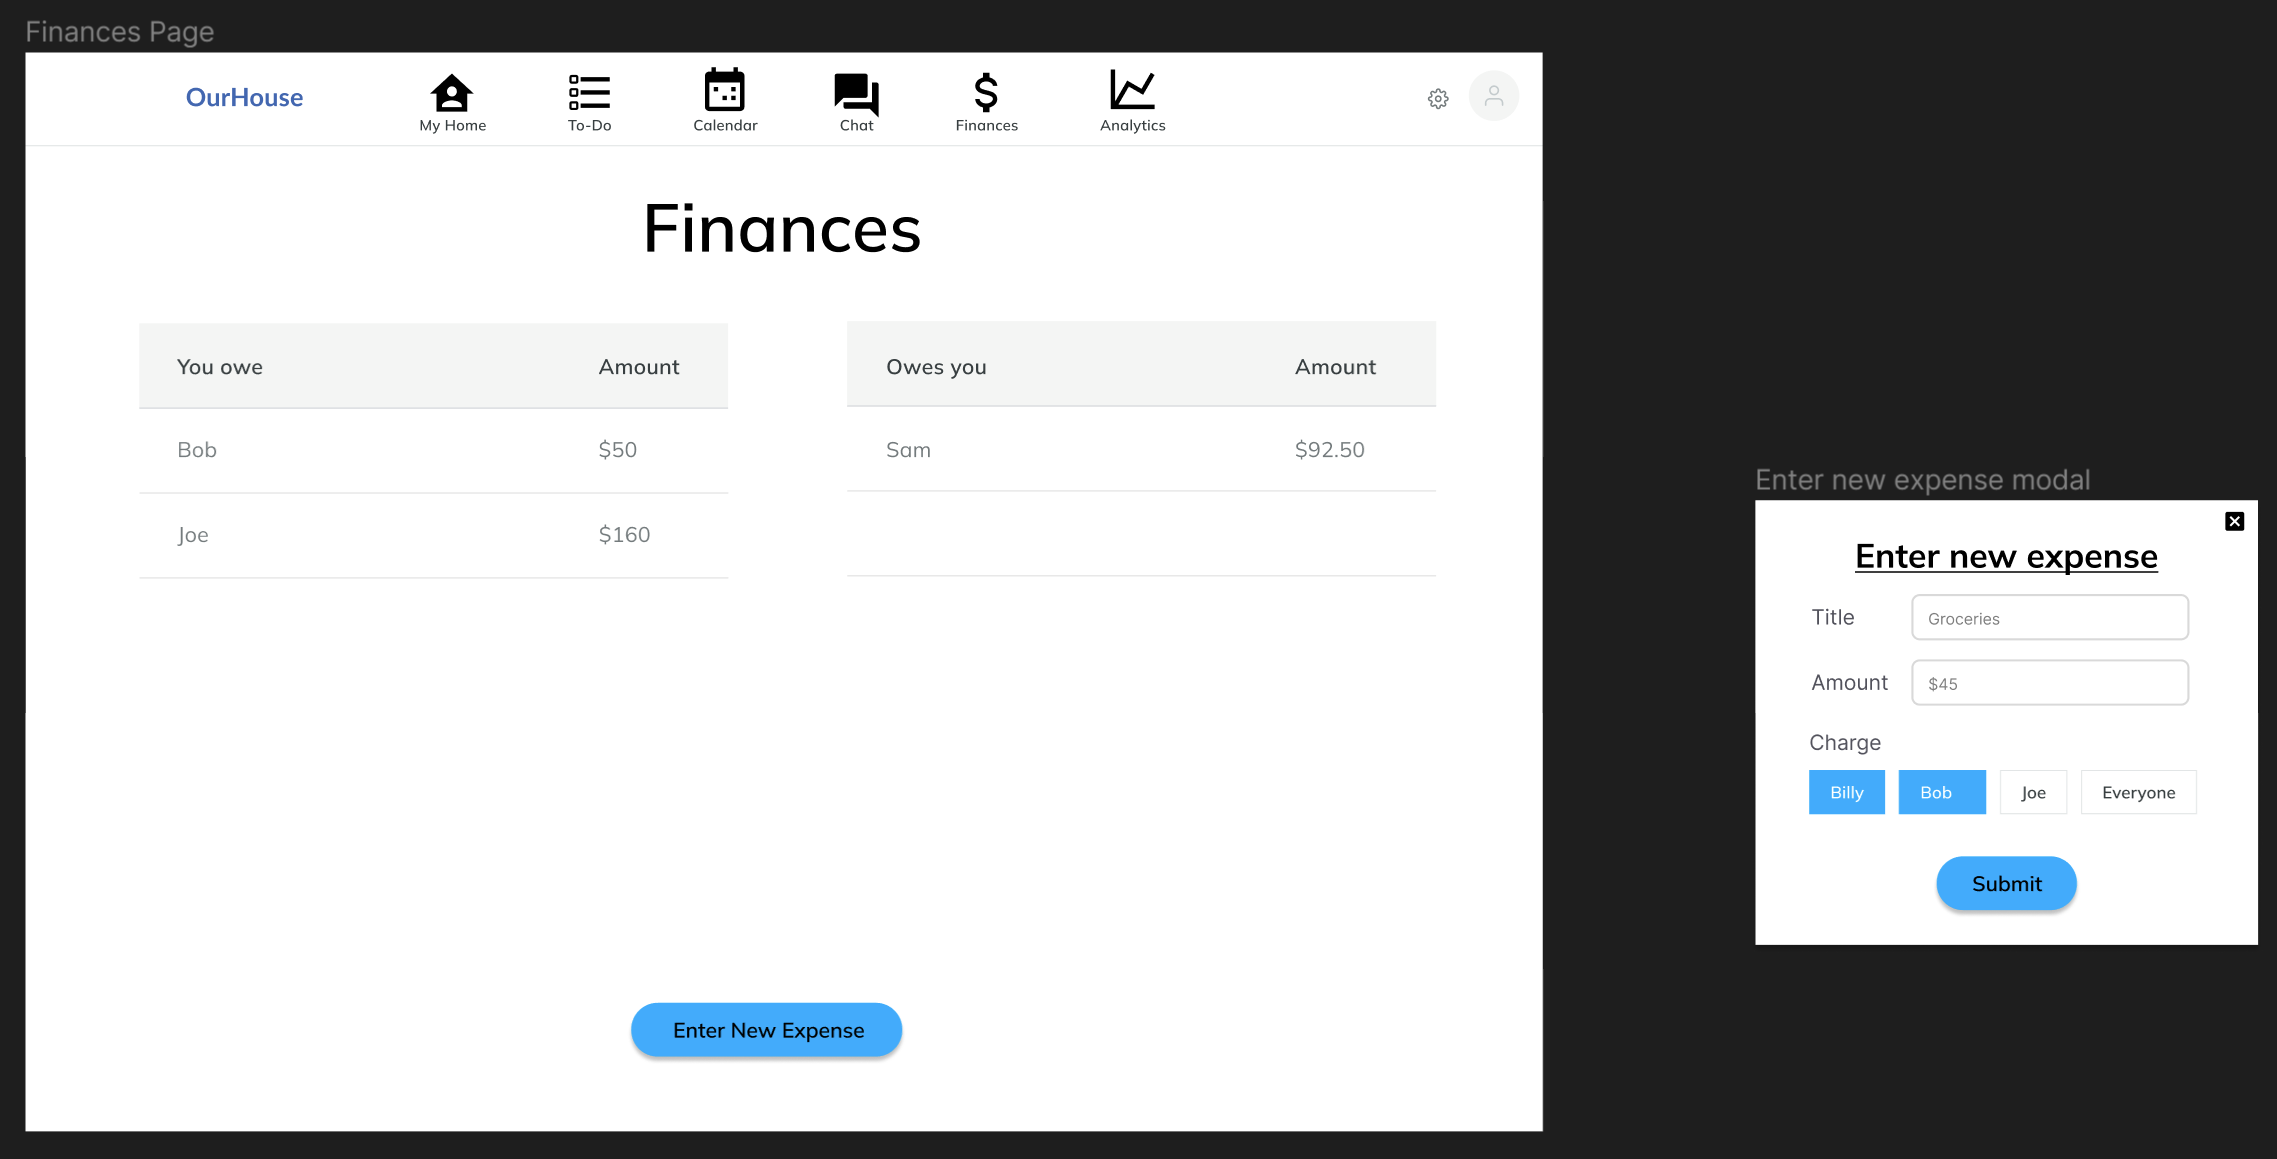 Finances Page
OurHouse
My Home
To-Do
Calendar
Chat
Finances
Analytics
Finances
You owe Amount
Bob $50
Joe $160
Owes you Amount
Sam $92.50
Enter New Expense
Enter new expense modal
Enter new expense
Title Groceries
Amount $45
Charge
Billy Bob Joe Everyone
Submit